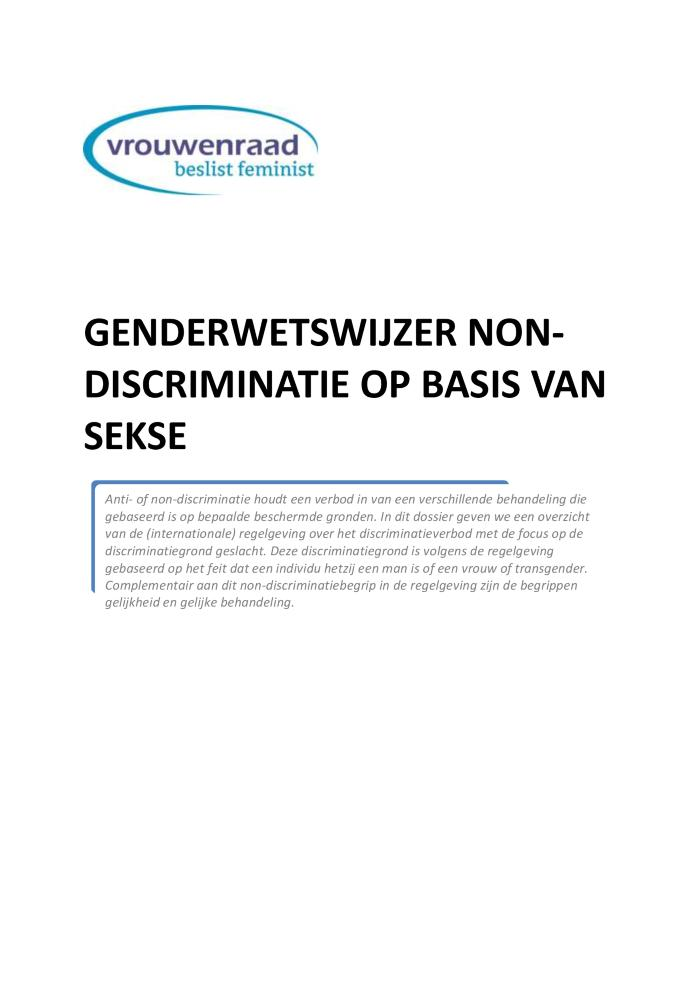 vrouwenraad
beslist feminist
GENDERWETSWIJZER NON-
DISCRIMINATIE OP BASIS VAN
SEKSE
Anti- of non-discriminatie houdt een verbod in van een verschillende behandeling die
gebaseerd is op bepaalde beschermde gronden. In dit dossier geven we een overzicht
van de (internationale) regelgeving over het discriminatieverbod met de focus op de
discriminatiegrond geslacht. Deze discriminatiegrond is volgens de regelgeving
gebaseerd op het feit dat een individu hetzij een man is of een vrouw of transgender.
Complementair aan dit non-discriminatiebegrip in de regelgeving zijn de begrippen
gelijkheid en gelijke behandeling.